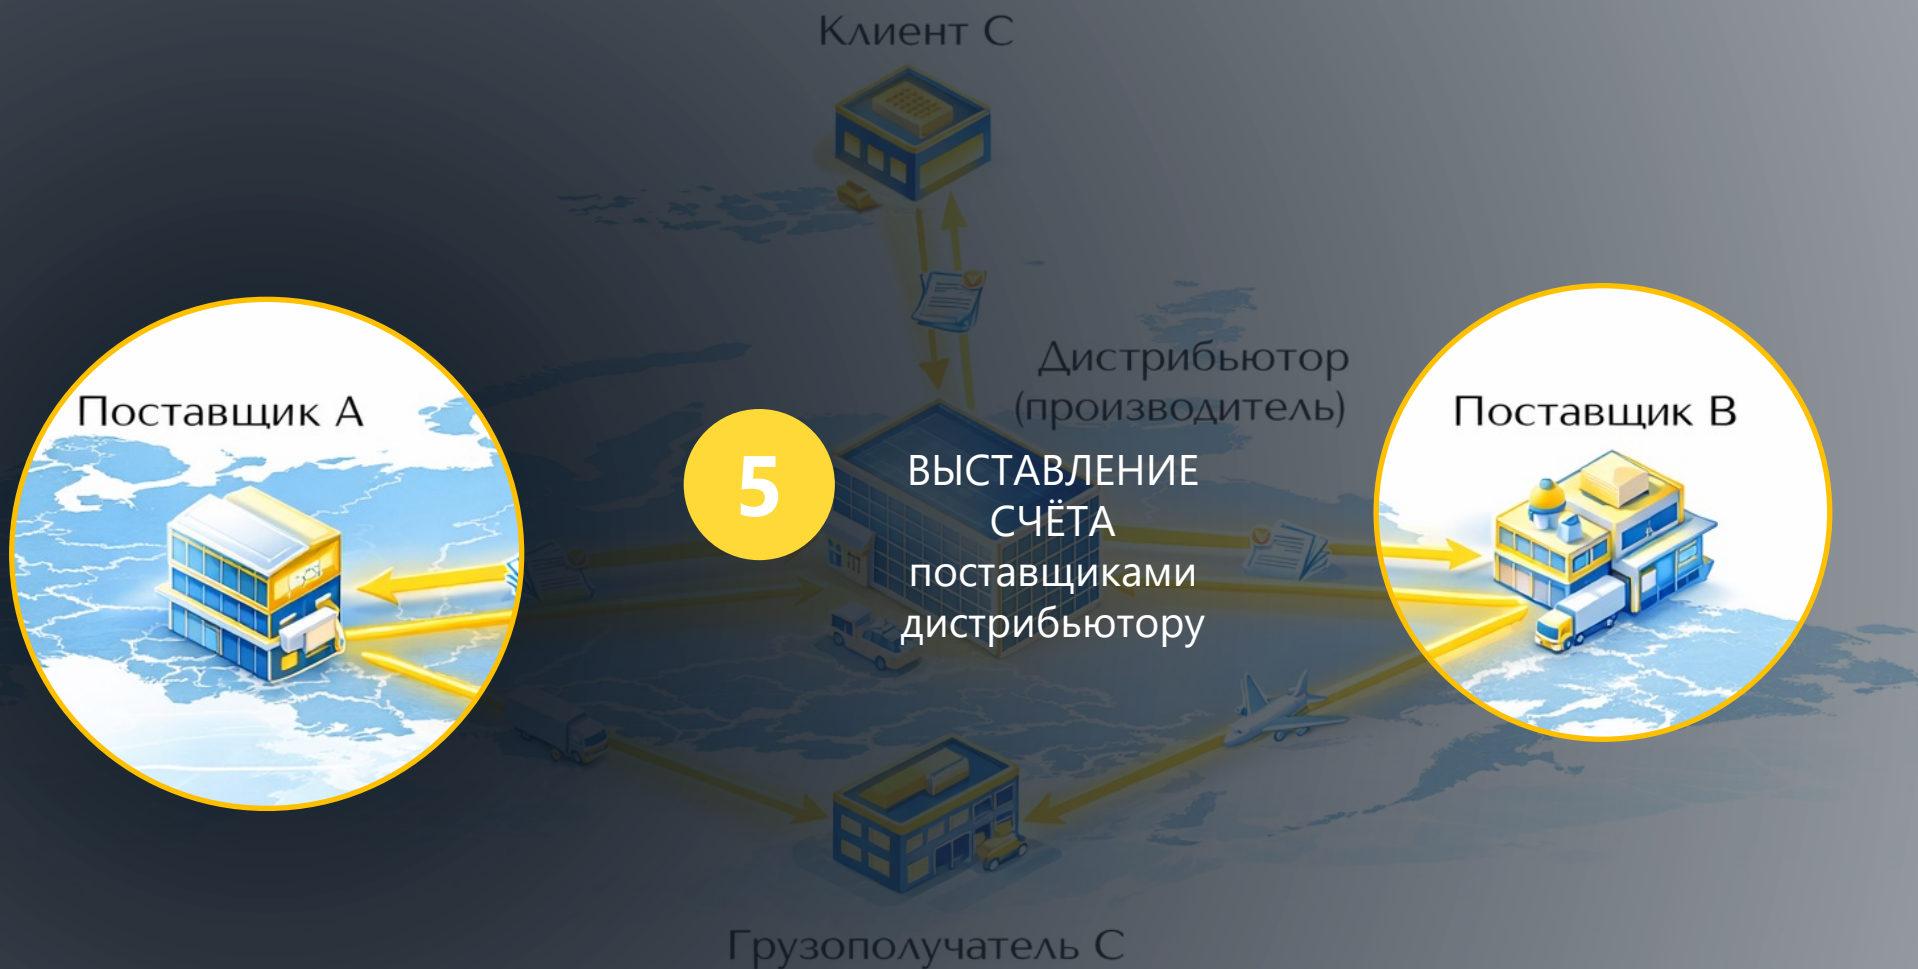 Клиент С
Дистрибьютор
(производитель)
Поставщик А
Поставщик В
5
ВЫСТАВЛЕНИЕ
СЧЁТА
поставщиками
дистрибьютору
Грузополучатель С